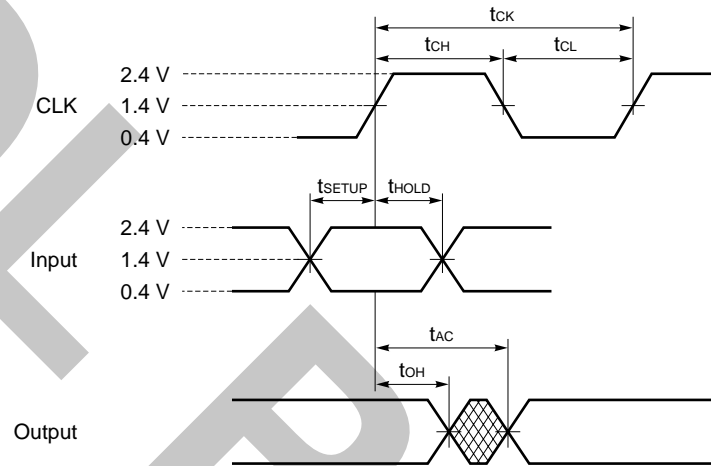 tCK
tCH tCL
2.4 V
CLK 1.4 V
0.4 V
tSETUP tHOLD
2.4 V
Input 1.4 V
0.4 V
tAC
tOH
Output